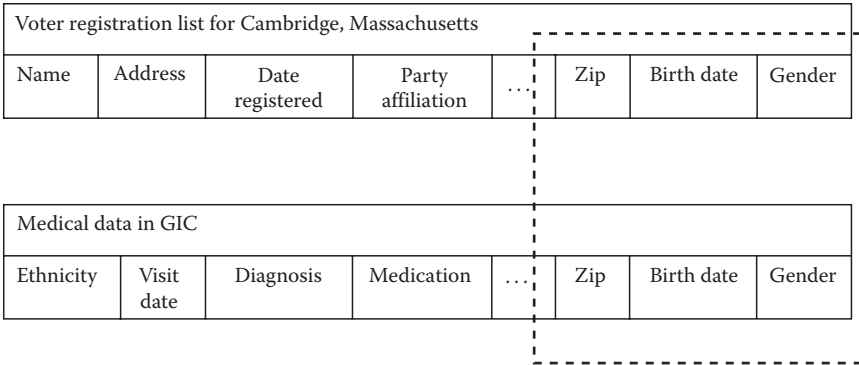 Voter registration list for Cambridge, Massachusetts
Name Address Date registered Party affiliation ... Zip Birth date Gender
Medical data in GIC
Ethnicity Visit date Diagnosis Medication ... Zip Birth date Gender